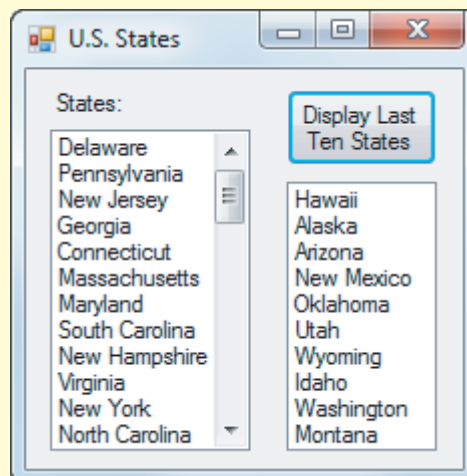 U.S. States
States:
Delaware
Pennsylvania
New Jersey
Georgia
Connecticut
Massachusetts
Maryland
South Carolina
New Hampshire
Virginia
New York
North Carolina
Display Last
Ten States
Hawaii
Alaska
Arizona
New Mexico
Oklahoma
Utah
Wyoming
Idaho
Washington
Montana